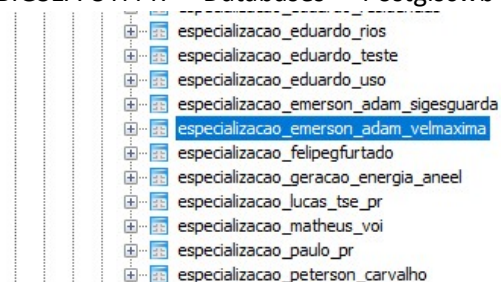 especializacao_eduardo_rios
especializacao_eduardo_teste
especializacao_eduardo_uso
especializacao_emerson_adam_sigesguarda
especializacao_emerson_adam_velmaxima
especializacao_felipegfurtado
especializacao_geracao_energia_aneel
especializacao_lucas_tse_pr
especializacao_matheus_voi
especializacao_paulo_pr
especializacao_peterson_carvalho